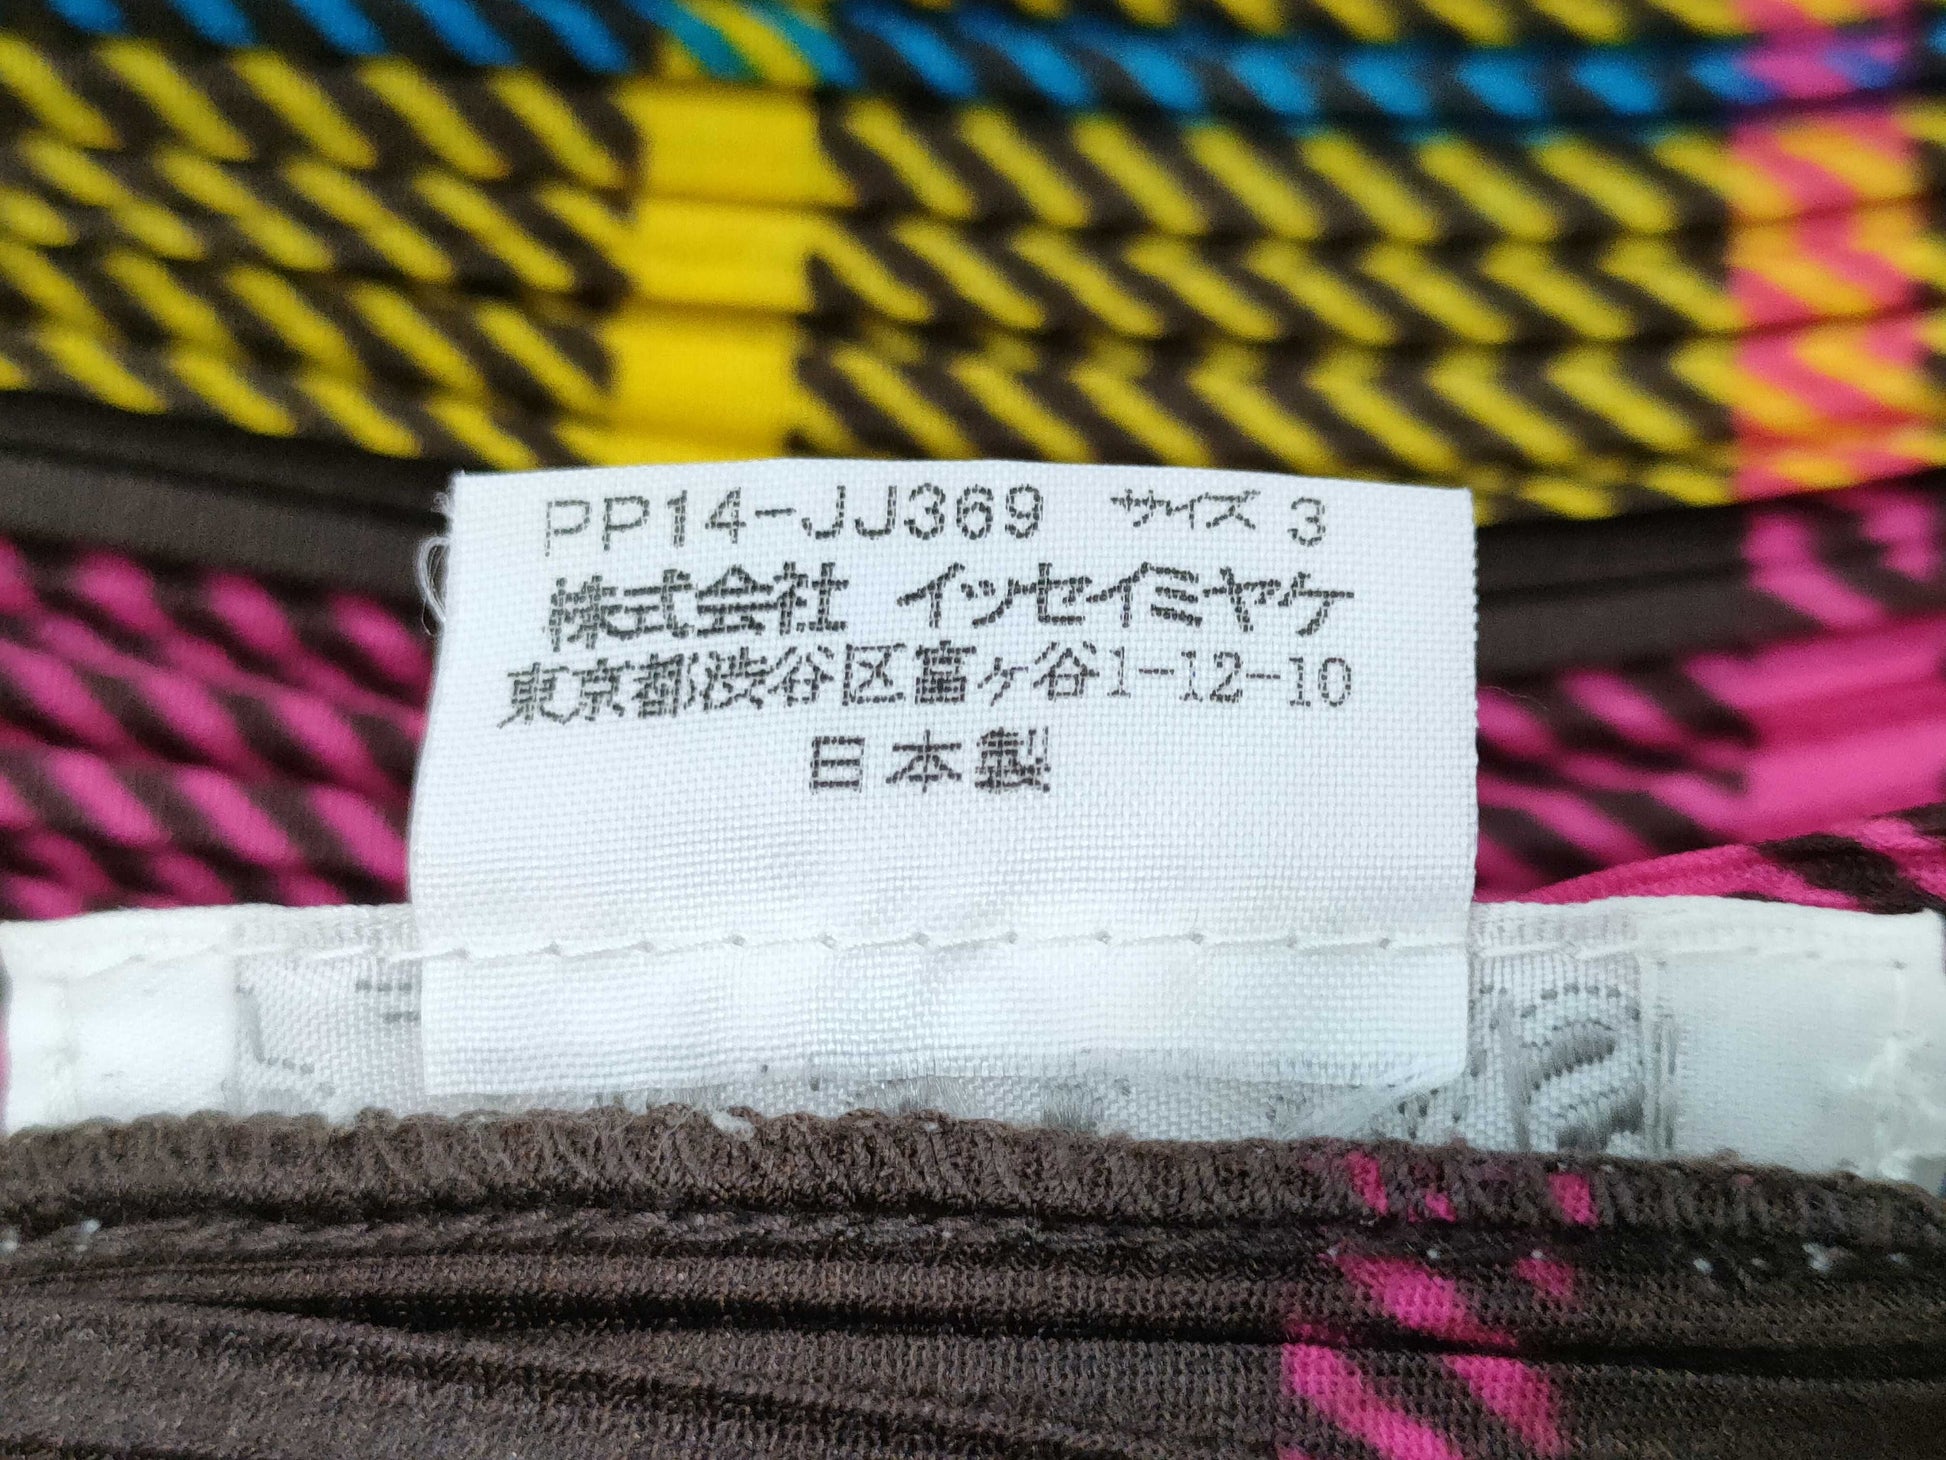 PP14-JJ369 サイズ 3
株式会社 イッセイミヤケ
東京都渋谷区富ヶ谷1-12-10
日本製